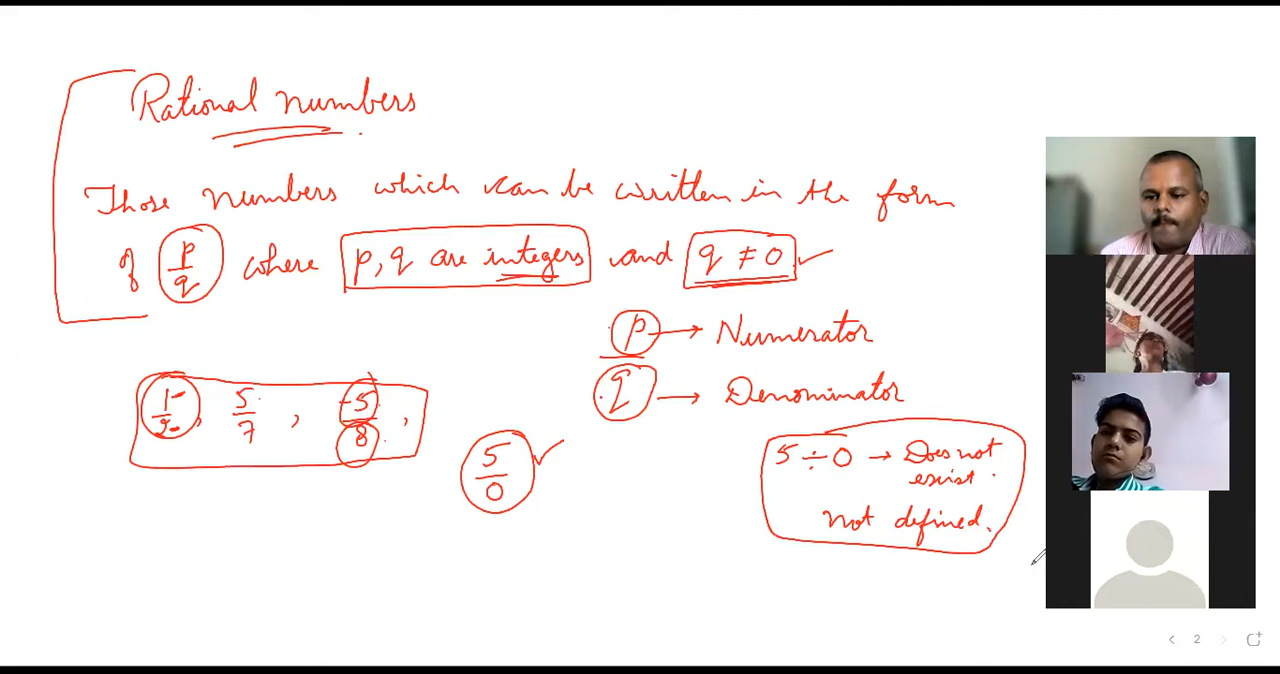 Rational numbers
Those numbers which can be written in the form
of p/q where p, q are integers and q ≠ 0 ✓
p → Numerator
q → Denominator
1/2, 5/7, -5/8,
5/0 ✓
5 ÷ 0 → Does not
exist.
not defined.
2